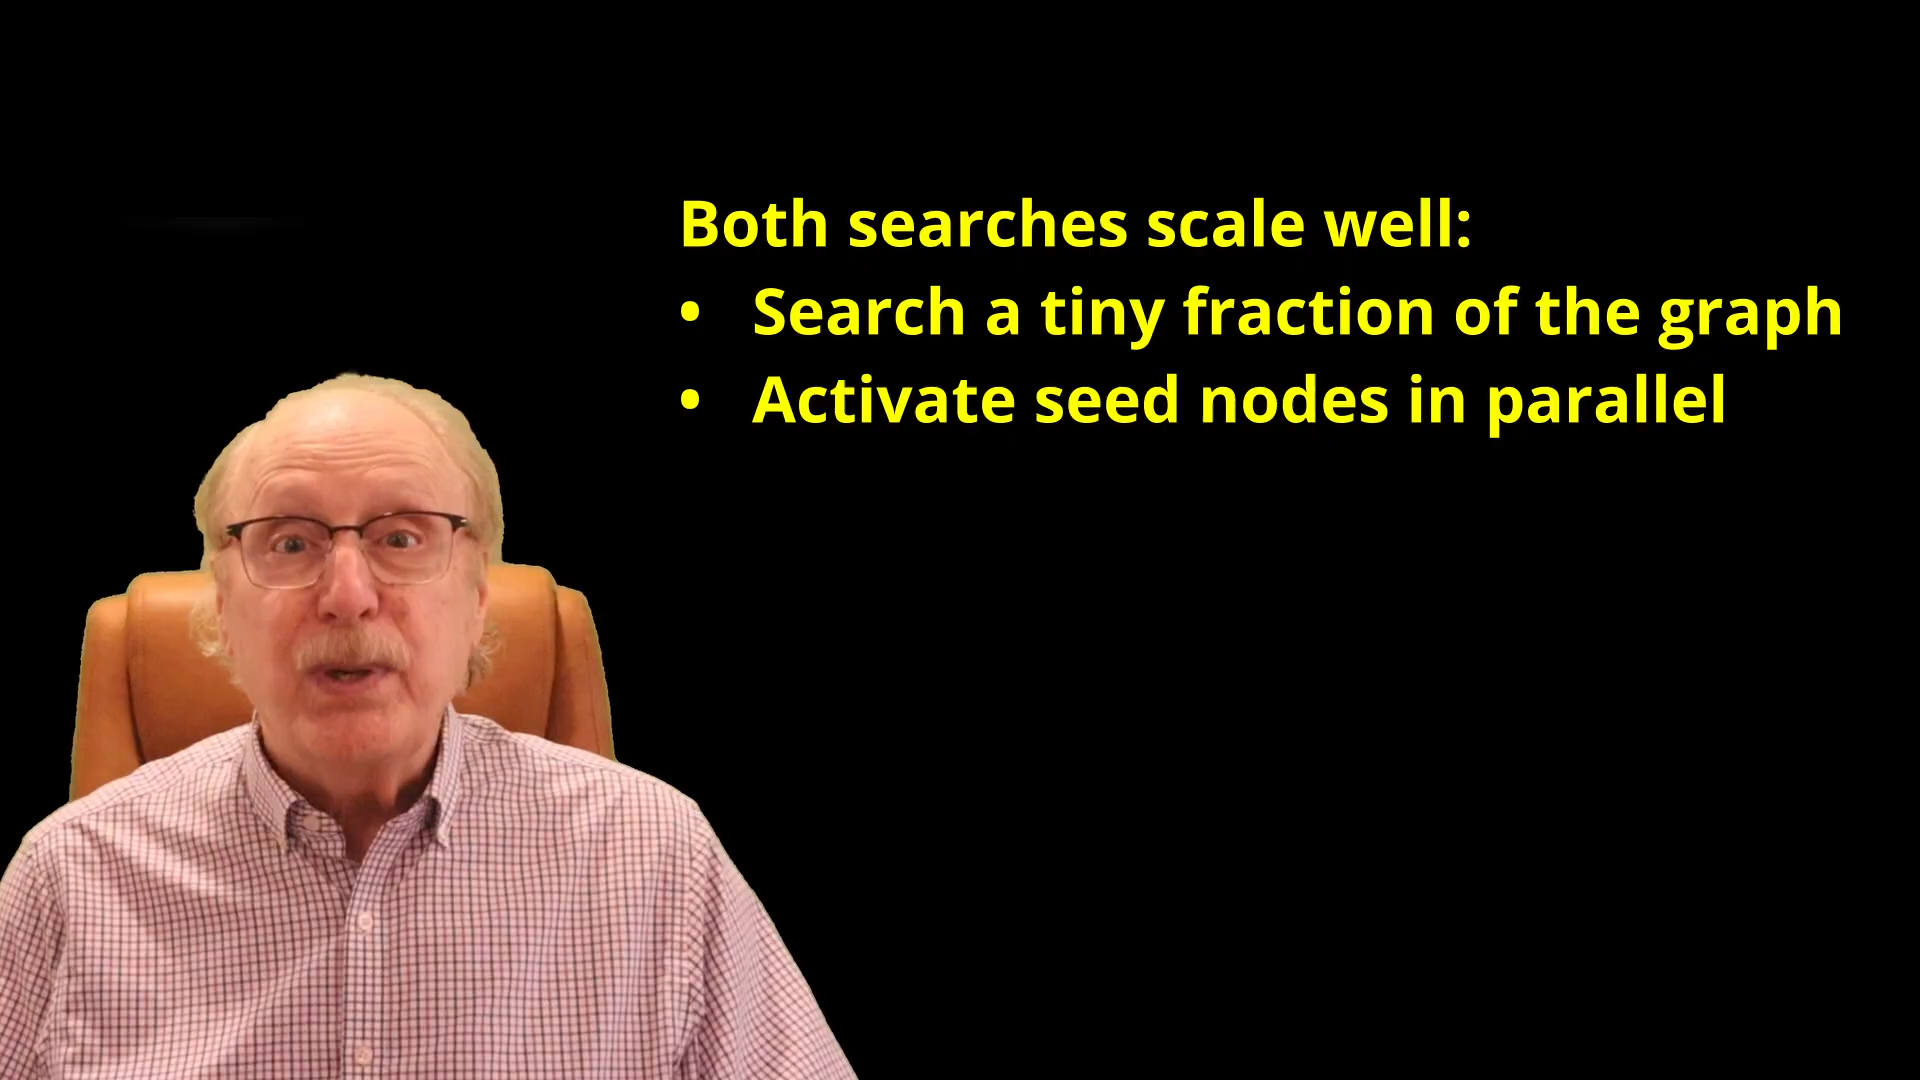 Both searches scale well:
• Search a tiny fraction of the graph
• Activate seed nodes in parallel